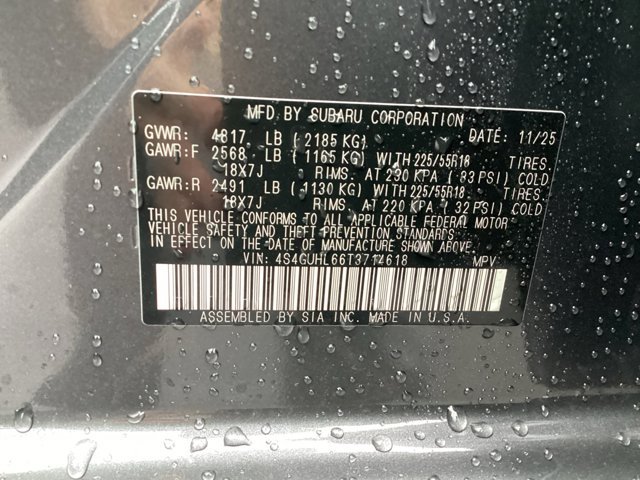 MFD BY SUBARU CORPORATION
GVWR: 4817 LB (2185 KG) DATE: 11/25
GAWR:F 2568 LB (1165 KG) WITH 225/55R18 TIRES.
18X7J RIMS. AT 230 KPA (33 PSI) COLD
GAWR:R 2491 LB (1130 KG) WITH 225/55R18 TIRES.
18X7J RIMS. AT 220 KPA (32 PSI) COLD
THIS VEHICLE CONFORMS TO ALL APPLICABLE FEDERAL MOTOR
VEHICLE SAFETY AND THEFT PREVENTION STANDARDS
IN EFFECT ON THE DATE OF MANUFACTURE SHOWN ABOVE.
VIN: 4S4GUHL66T3714618 MPV
ASSEMBLED BY SIA INC. MADE IN U.S.A.